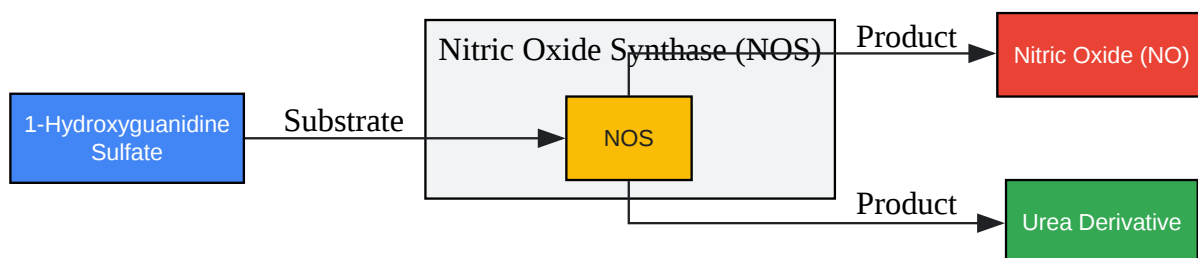 1-Hydroxyguanidine
Sulfate
Substrate
Nitric Oxide Synthase (NOS)
NOS
Product
Nitric Oxide (NO)
Product
Urea Derivative